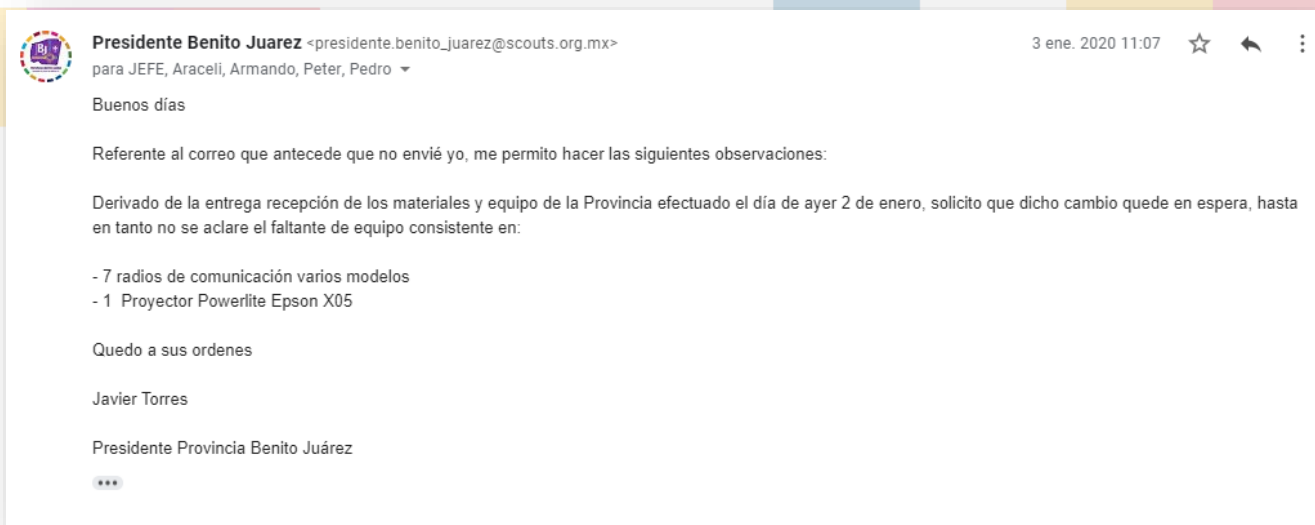 Presidente Benito Juarez <presidente.benito_juarez@scouts.org.mx> 3 ene. 2020 11:07
para JEFE, Araceli, Armando, Peter, Pedro
Buenos días
Referente al correo que antecede que no envié yo, me permito hacer las siguientes observaciones:
Derivado de la entrega recepción de los materiales y equipo de la Provincia efectuado el día de ayer 2 de enero, solicito que dicho cambio quede en espera, hasta
en tanto no se aclare el faltante de equipo consistente en:
- 7 radios de comunicación varios modelos
- 1 Proyector Powerlite Epson X05
Quedo a sus ordenes
Javier Torres
Presidente Provincia Benito Juárez